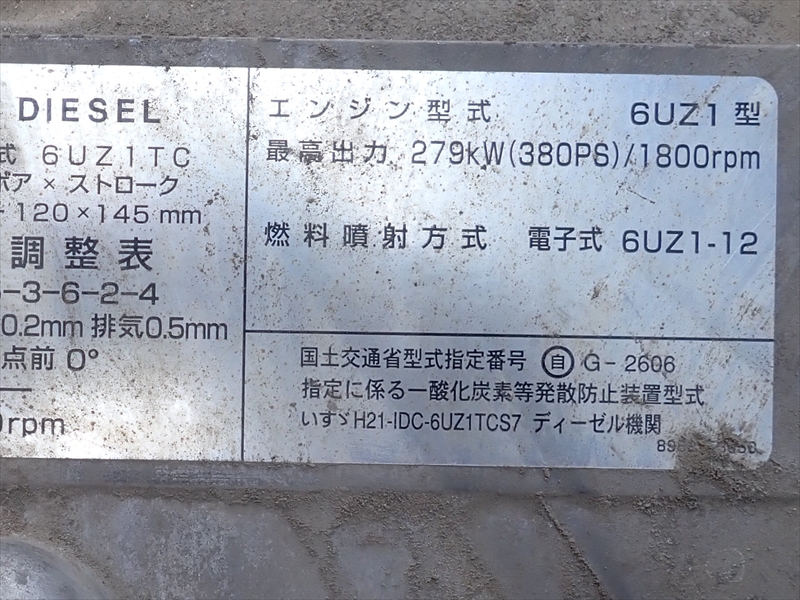 DIESEL
式 6UZ1TC
ボア × ストローク
120 × 145 mm
調整表
-3-6-2-4
0.2mm 排気0.5mm
点前 0°
rpm
エンジン型式 6UZ1型
最高出力 279kW(380PS)/1800rpm
燃料噴射方式 電子式 6UZ1-12
国土交通省型式指定番号 自 G-2606
指定に係る一酸化炭素等発散防止装置型式
いすゞH21-IDC-6UZ1TCS7 ディーゼル機関